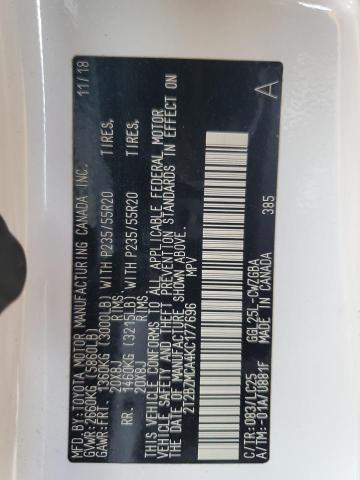 MFD. BY: TOYOTA MOTOR MANUFACTURING CANADA INC. 11/18
GVWR: 2660KG (5860LB)
GAWR: FRT. 1360KG (3000LB) WITH P235/55R20 TIRES,
20X8J RIMS
RR. 1460KG (3215LB) WITH P235/55R20 TIRES,
20X8J RIMS
THIS VEHICLE CONFORMS TO ALL APPLICABLE FEDERAL MOTOR
VEHICLE SAFETY AND THEFT PREVENTION STANDARDS IN EFFECT ON
THE DATE OF MANUFACTURE SHOWN ABOVE.
2T2BZMCA4KC177696 MPV A
385
C/TR:083/LC25 GGL25L-CWZGBA
A/TM:-01A/U881F MADE IN CANADA